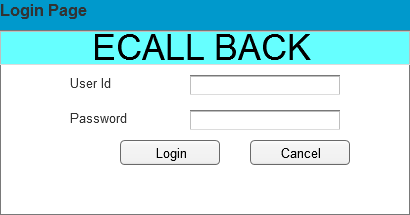 Login Page
ECALL BACK
User Id
Password
Login Cancel